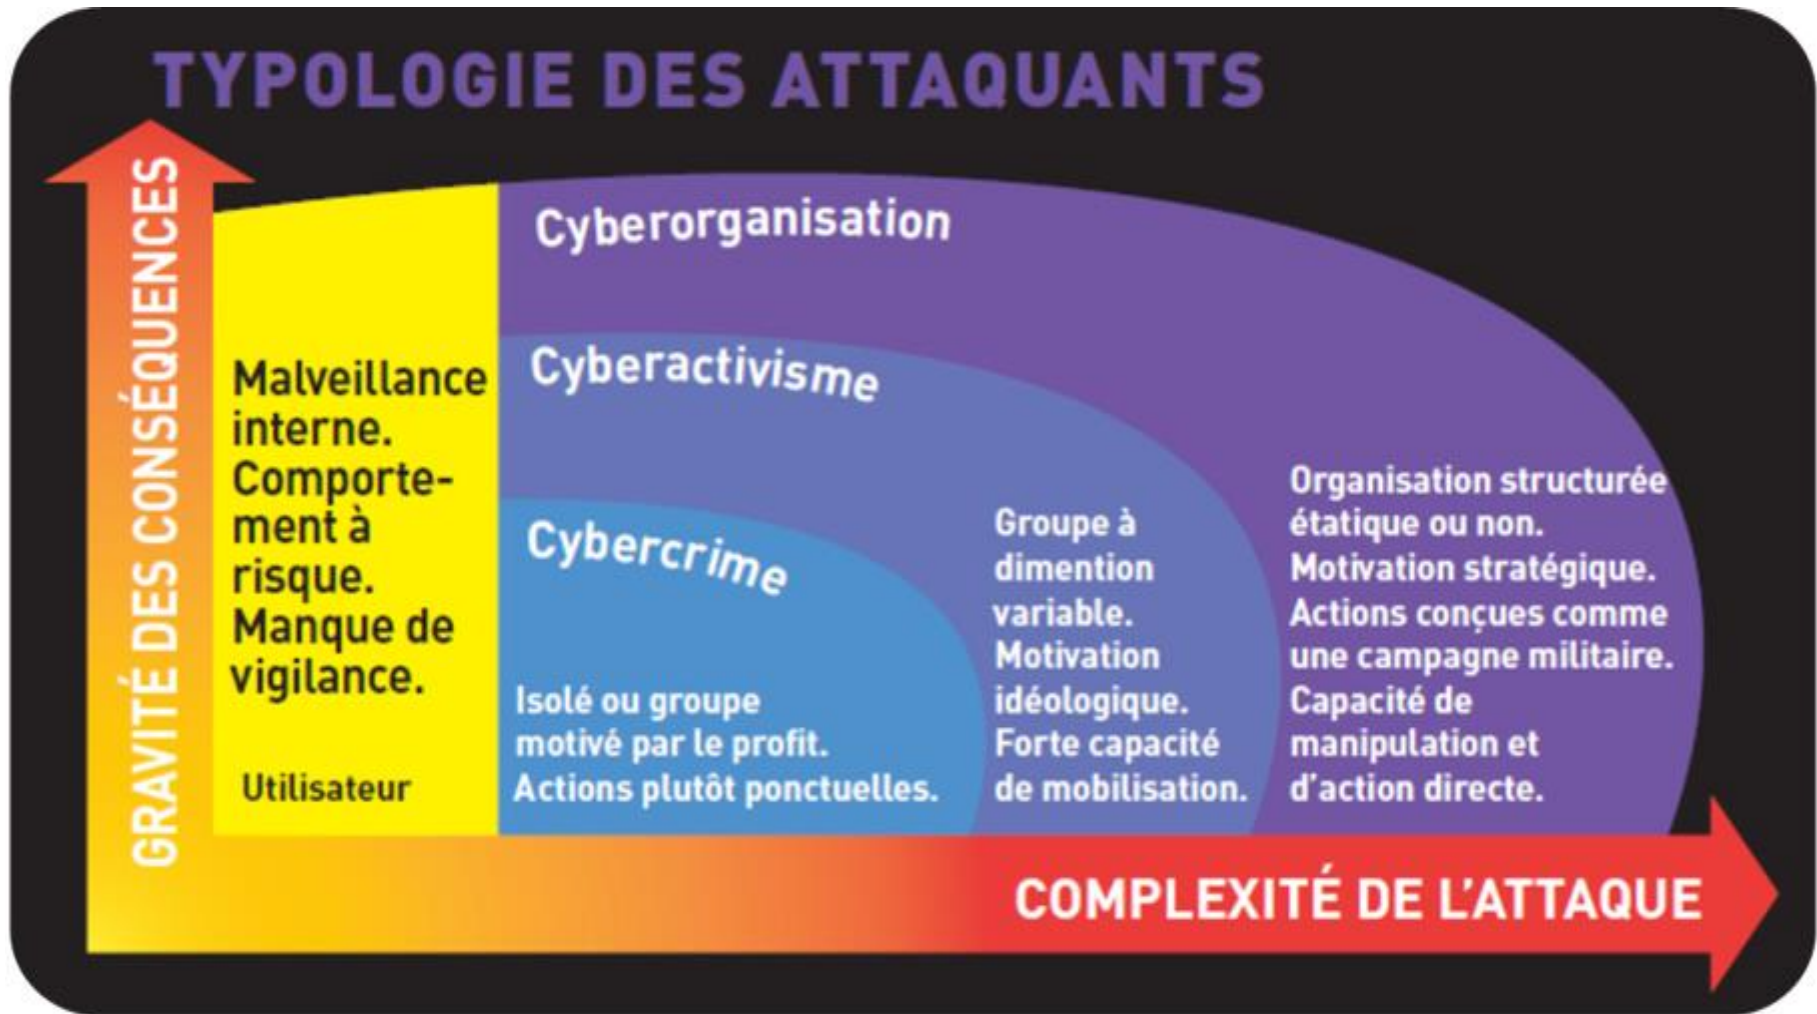 TYPOLOGIE DES ATTAQUANTS
GRAVITÉ DES CONSÉQUENCES
Malveillance
interne.
Comporte-
ment à
risque.
Manque de
vigilance.
Utilisateur
Cyberorganisation
Cyberactivisme
Cybercrime
Isolé ou groupe
motivé par le profit.
Actions plutôt ponctuelles.
Groupe à
dimention
variable.
Motivation
idéologique.
Forte capacité
de mobilisation.
Organisation structurée
étatique ou non.
Motivation stratégique.
Actions conçues comme
une campagne militaire.
Capacité de
manipulation et
d'action directe.
COMPLEXITÉ DE L'ATTAQUE